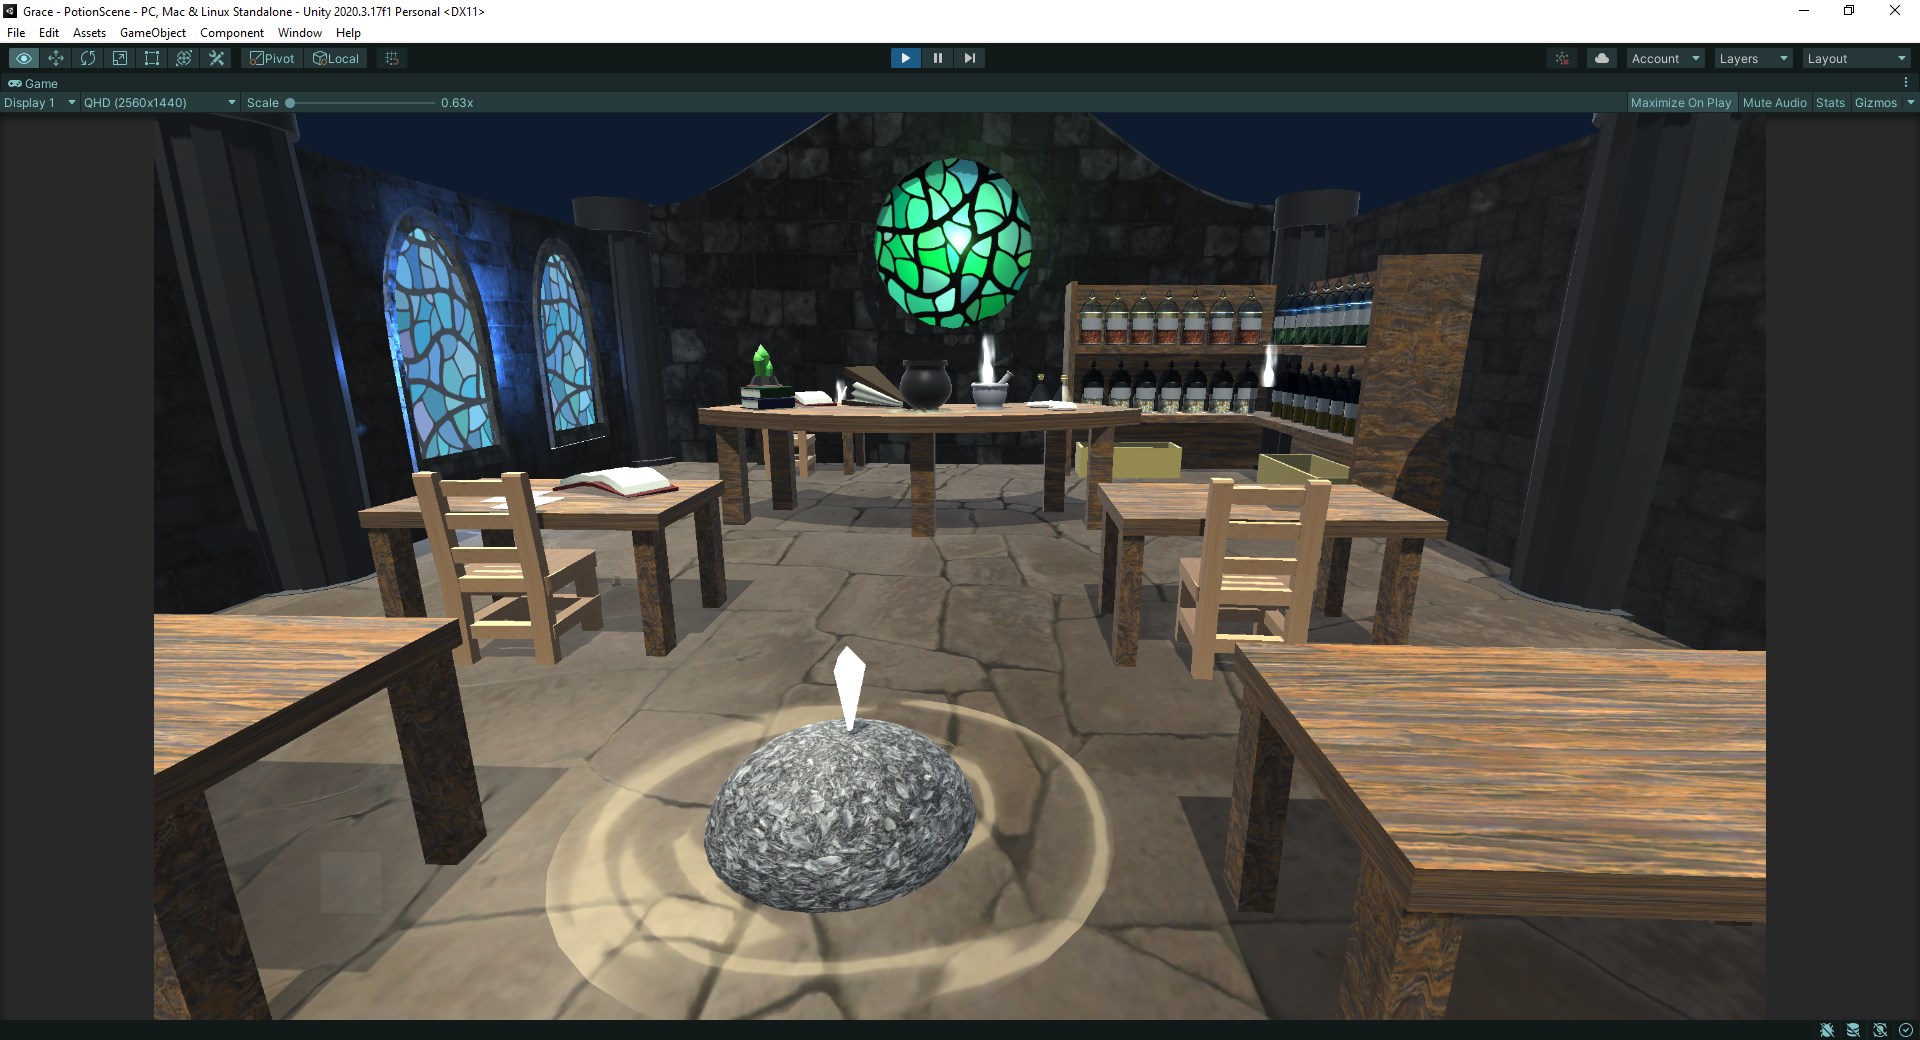 Grace - PotionScene - PC, Mac & Linux Standalone - Unity 2020.3.17f1 Personal <DX11>
File Edit Assets GameObject Component Window Help
Pivot Local Account Layers Layout
Game
Display 1 QHD (2560x1440) Scale 0.63x Maximize On Play Mute Audio Stats Gizmos